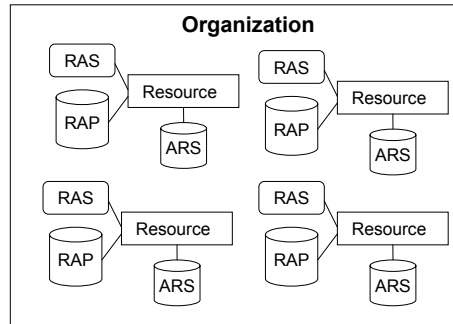 Organization
RAS
Resource
RAP
ARS
RAS
Resource
RAP
ARS
RAS
Resource
RAP
ARS
RAS
Resource
RAP
ARS